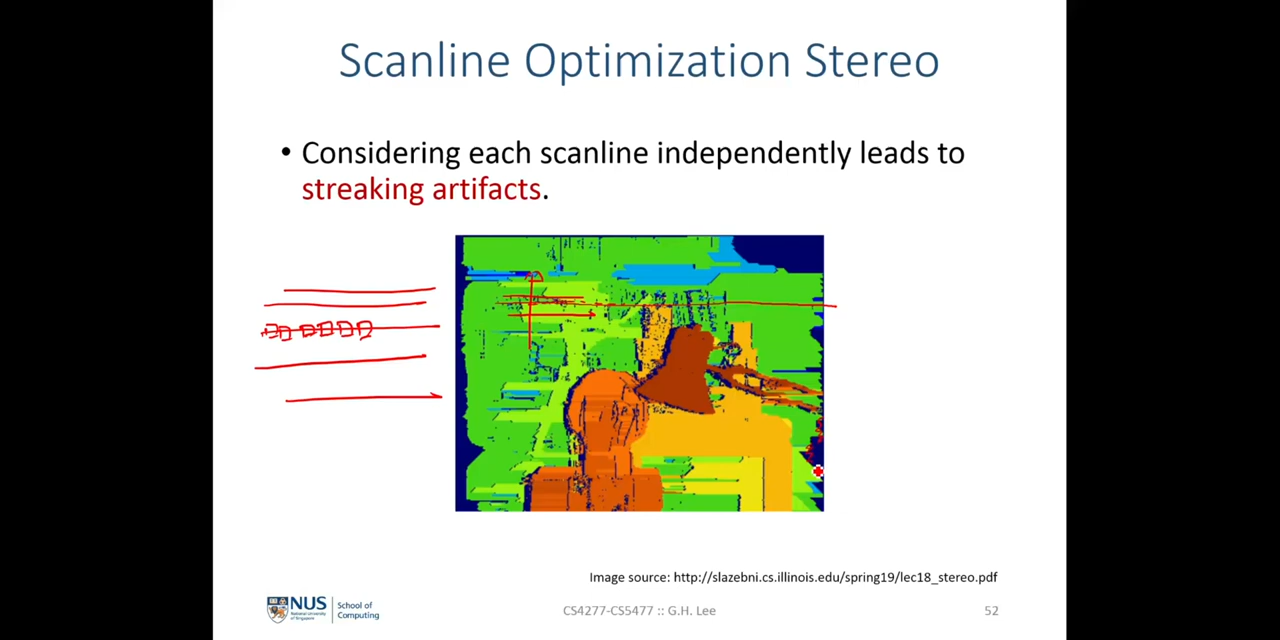 Scanline Optimization Stereo
• Considering each scanline independently leads to
streaking artifacts.
Image source: http://slazebni.cs.illinois.edu/spring19/lec18_stereo.pdf
NUS
National University
of Singapore
School of
Computing
CS4277-CS5477 :: G.H. Lee
52